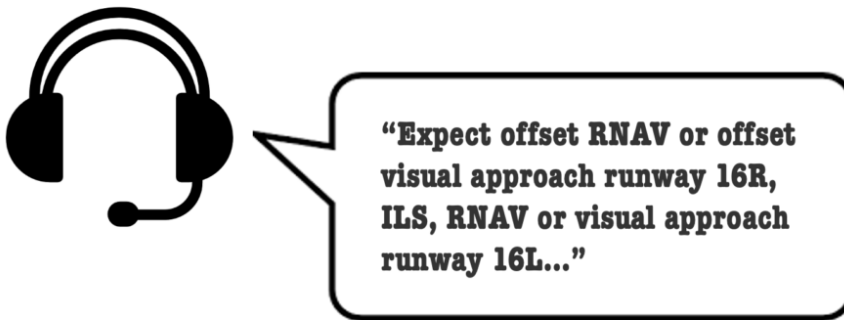 “Expect offset RNAV or offset
visual approach runway 16R,
ILS, RNAV or visual approach
runway 16L...”